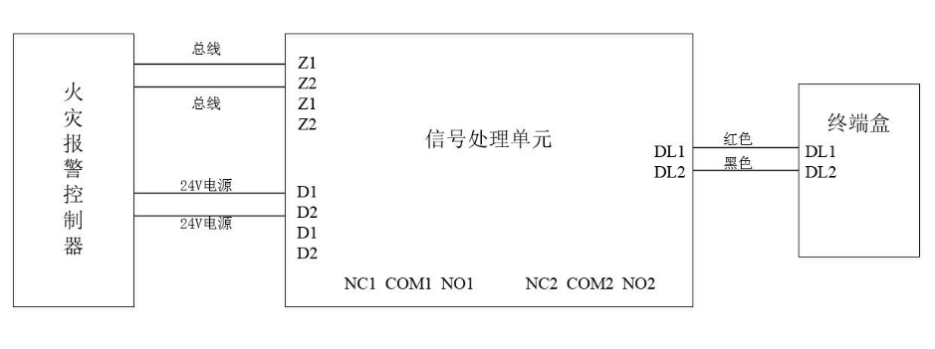 火灾报警控制器
总线
总线
24V电源
24V电源
Z1
Z2
Z1
Z2
D1
D2
D1
D2
信号处理单元
NC1 COM1 NO1
NC2 COM2 NO2
DL1
DL2
红色
黑色
终端盒
DL1
DL2